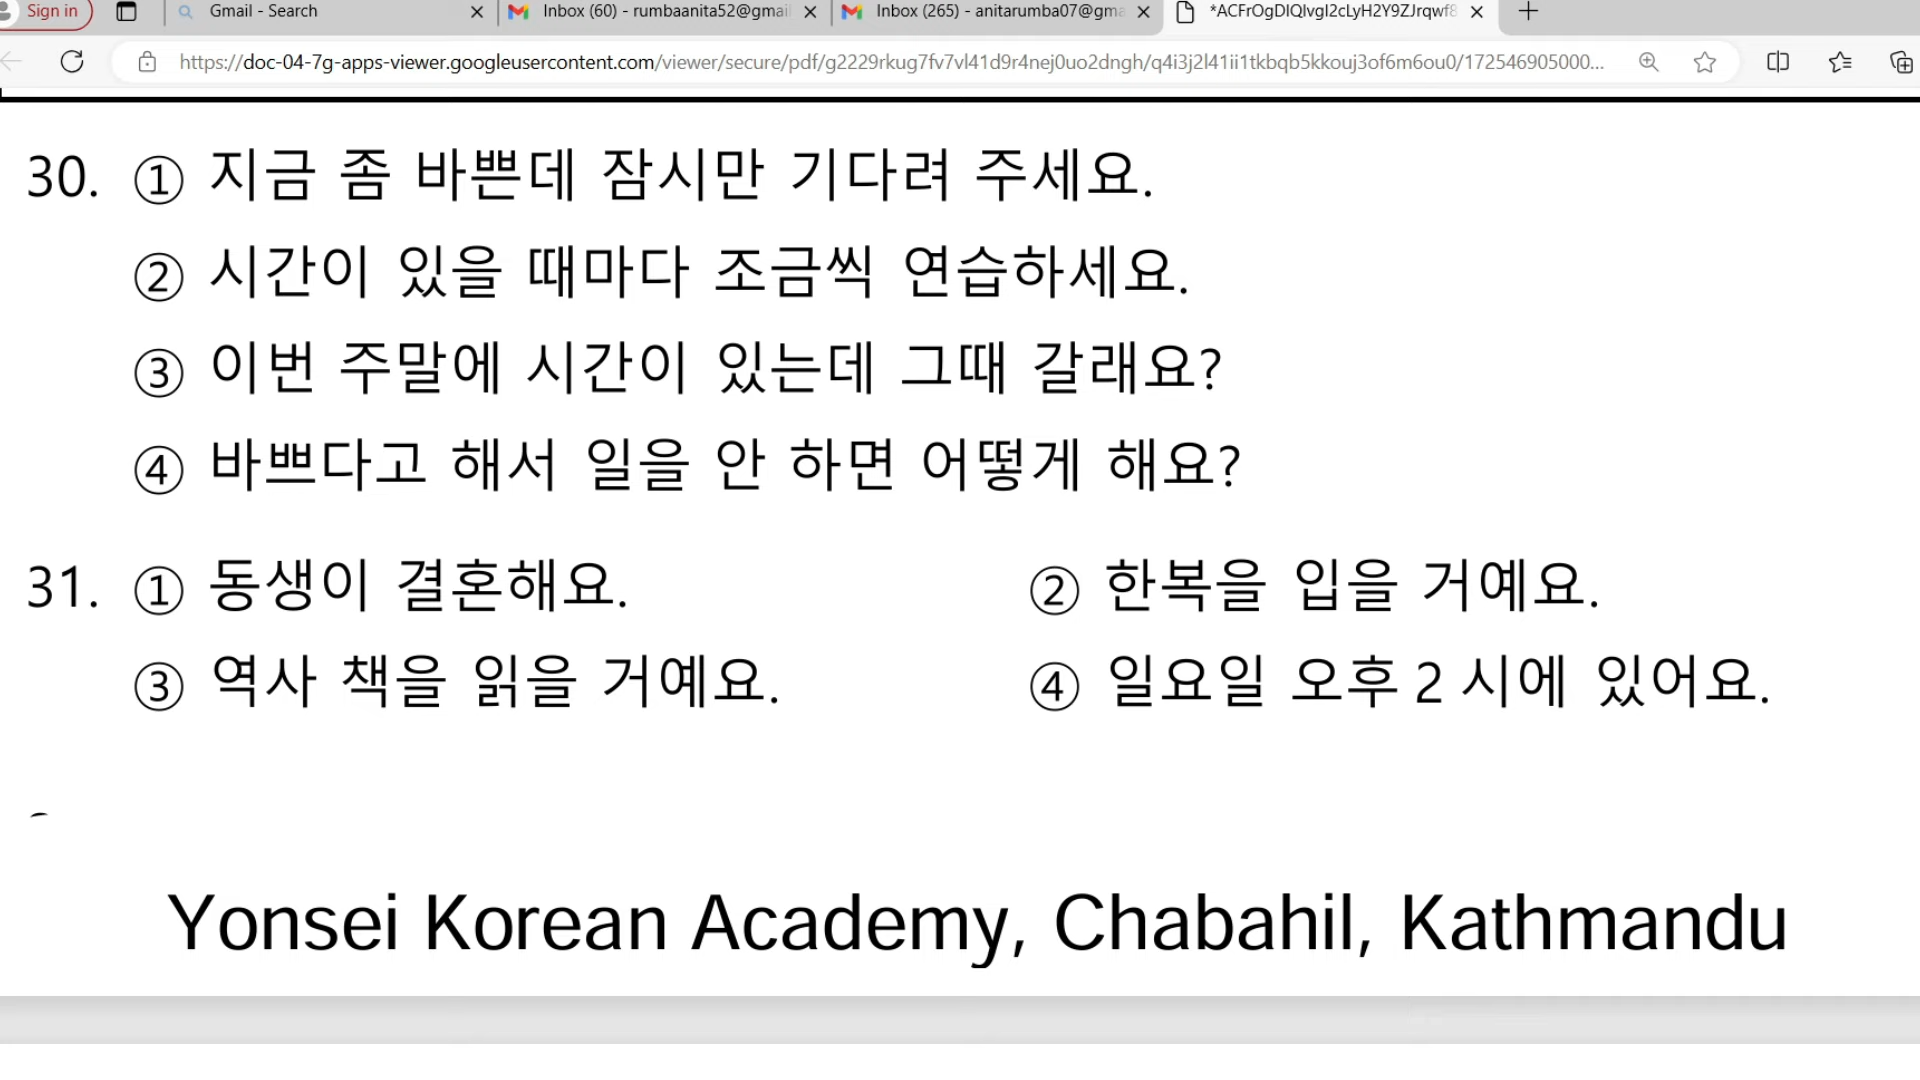 Sign in
Gmail - Search
Inbox (60) - rumbaanita52@gmai
Inbox (265) - anitarumba07@gma
https://doc-04-7g-apps-viewer.googleusercontent.com/viewer/secure/pdf/g2229rkug7fv7vl41d9r4nej0uo2dngh/q4i3j2l41ii1tkbqb5kkouj3of6m6ou0/172546905000...
30. ① 지금 좀 바쁜데 잠시만 기다려 주세요.
② 시간이 있을 때마다 조금씩 연습하세요.
③ 이번 주말에 시간이 있는데 그때 갈래요?
④ 바쁘다고 해서 일을 안 하면 어떻게 해요?
31. ① 동생이 결혼해요. ② 한복을 입을 거예요.
③ 역사 책을 읽을 거예요. ④ 일요일 오후 2 시에 있어요.
Yonsei Korean Academy, Chabahil, Kathmandu